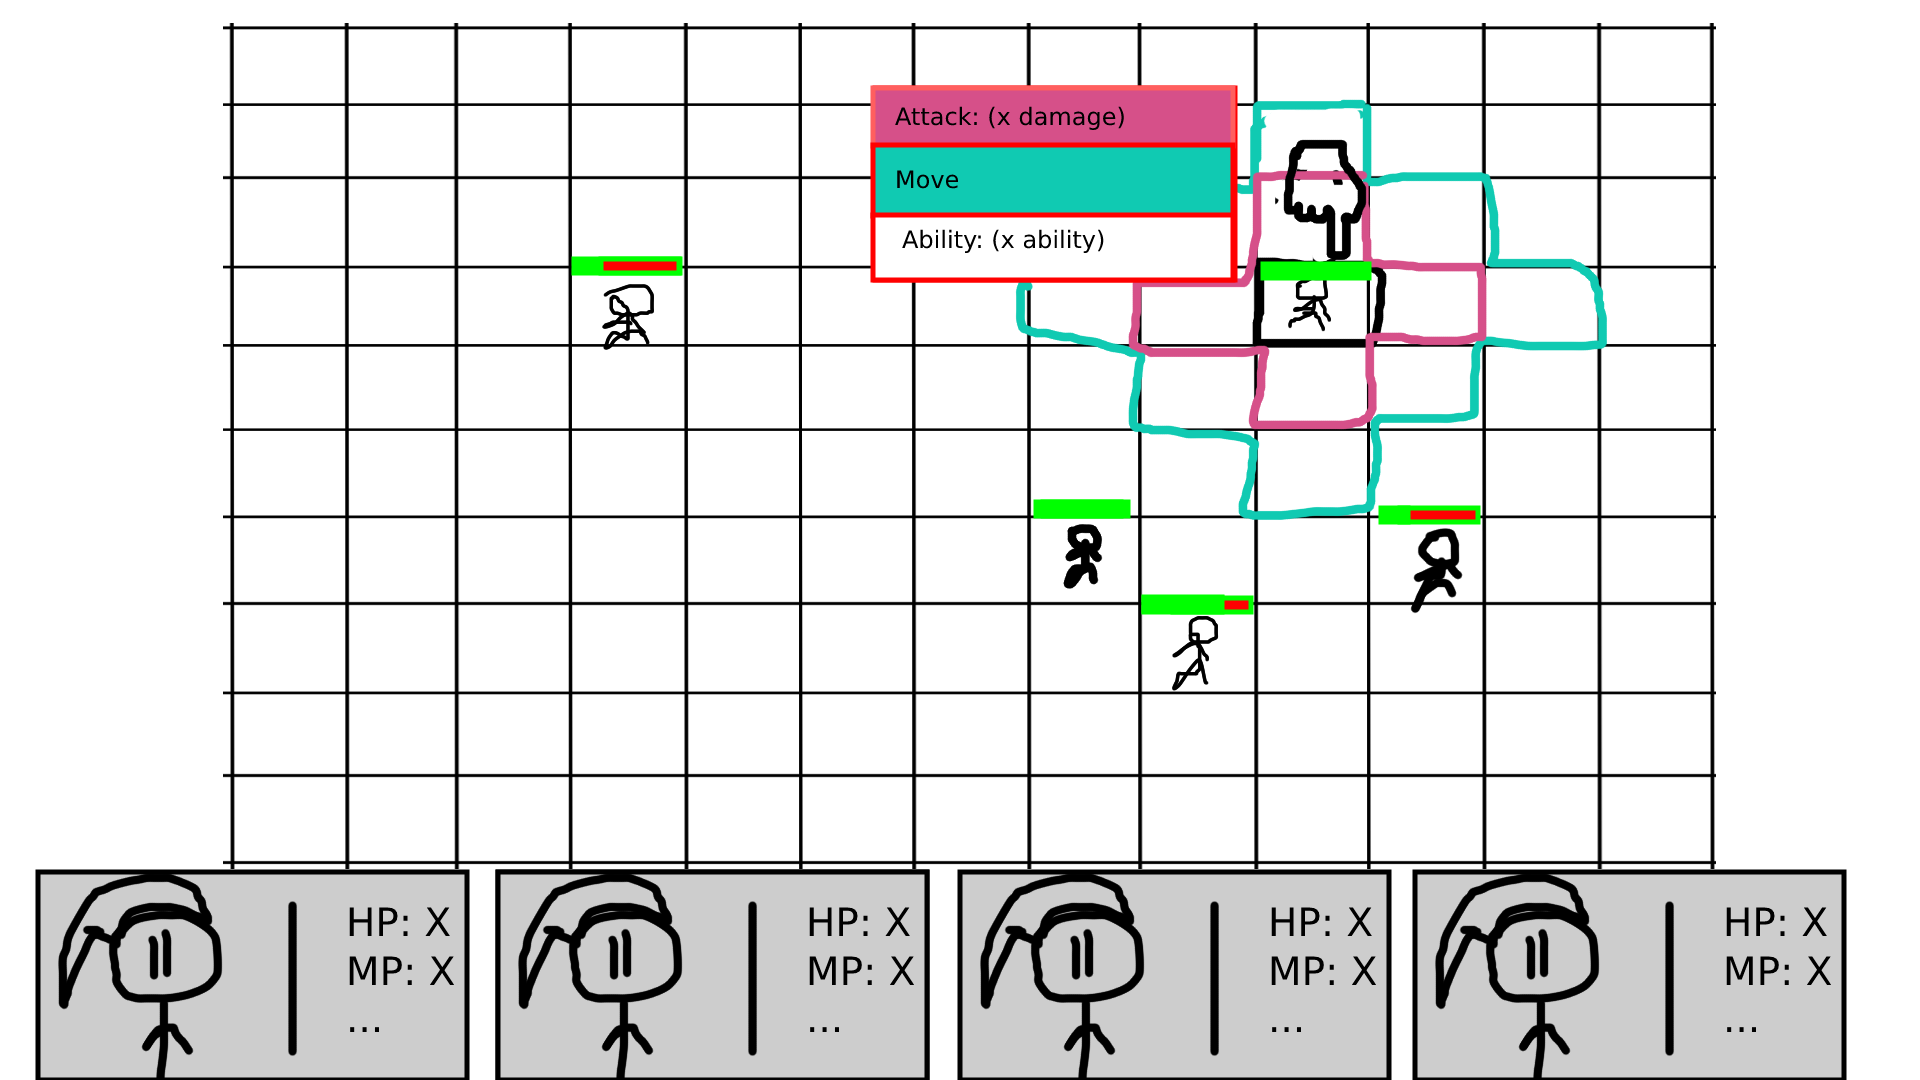 Attack: (x damage)
Move
Ability: (x ability)
HP: X
MP: X
...
HP: X
MP: X
...
HP: X
MP: X
...
HP: X
MP: X
...